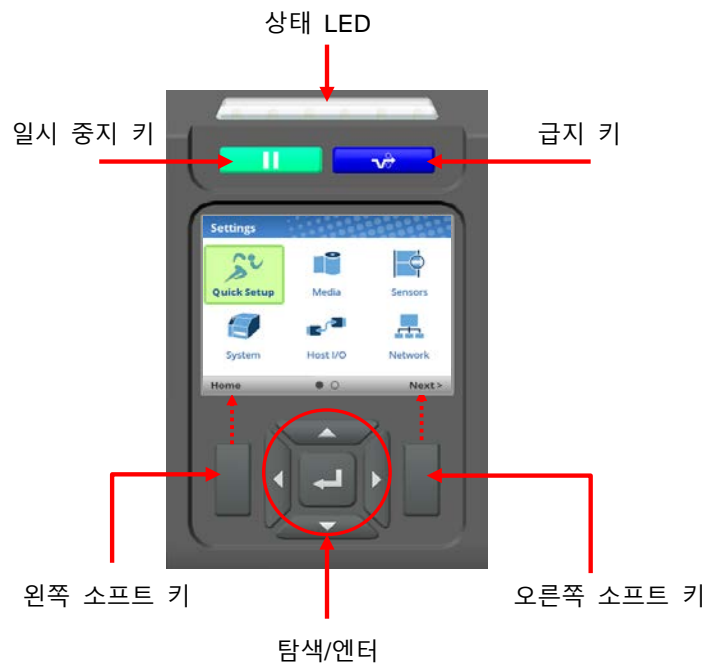 상태 LED
일시 중지 키
급지 키
Settings
Quick Setup
Media
Sensors
System
Host I/O
Network
Home
Next >
왼쪽 소프트 키
오른쪽 소프트 키
탐색/엔터